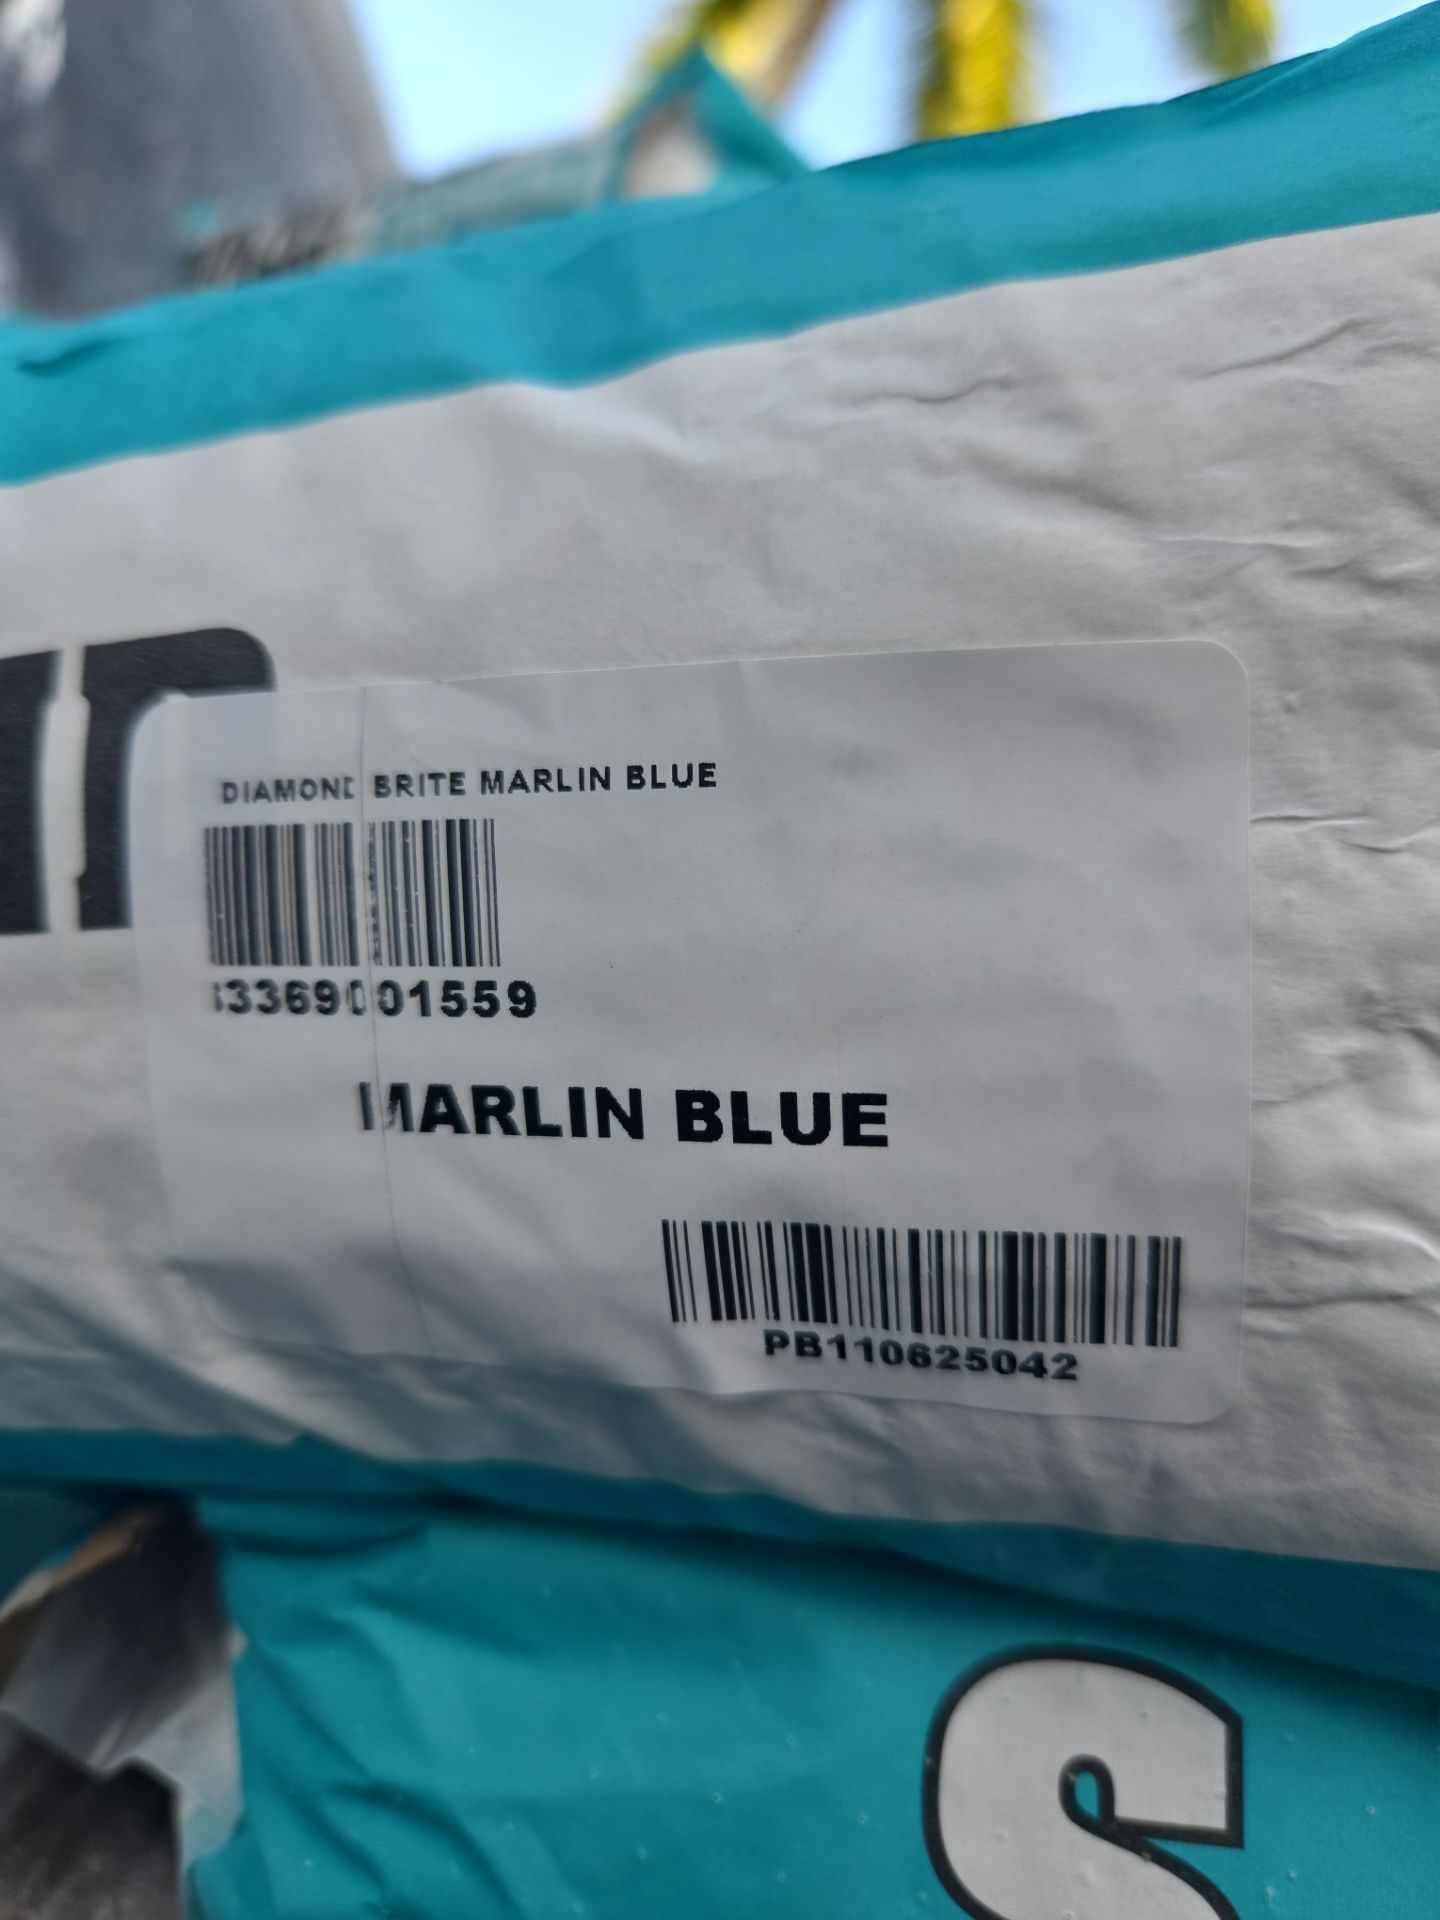 DIAMOND BRITE MARLIN BLUE
33369001559
MARLIN BLUE
PB110625042
S